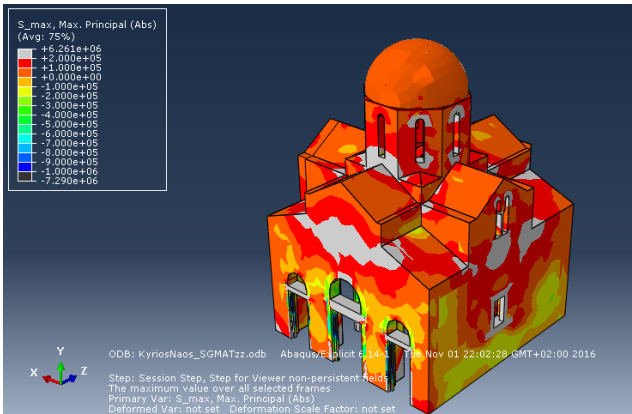 S_max, Max. Principal (Abs)
(Avg: 75%)
+6.261e+06
+2.000e+05
+1.000e+05
+0.000e+00
-1.000e+05
-2.000e+05
-3.000e+05
-4.000e+05
-5.000e+05
-6.000e+05
-7.000e+05
-8.000e+05
-9.000e+05
-1.000e+06
-7.290e+06
Y
X
Z
ODB: KyriosNaos_SGMATzz.odb Abaqus/Explicit 6.14-1 Tue Nov 01 22:02:28 GMT+02:00 2016
Step: Session Step, Step for Viewer non-persistent fields
The maximum value over all selected frames
Primary Var: S_max, Max. Principal (Abs)
Deformed Var: not set Deformation Scale Factor: not set